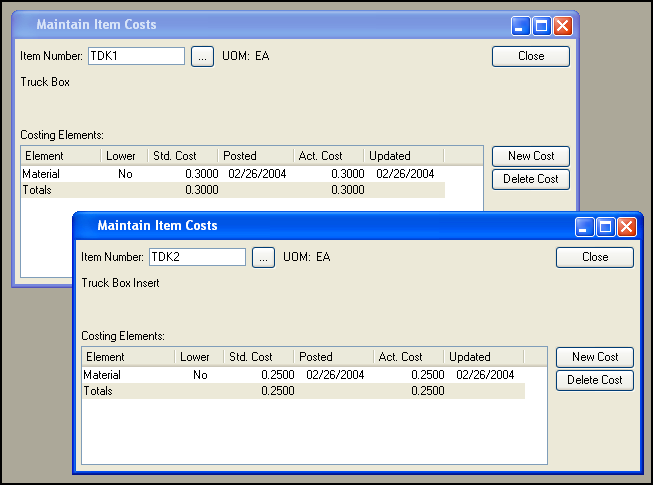 Maintain Item Costs
Item Number: TDK1 ... UOM: EA Close
Truck Box
Costing Elements:
Element Lower Std. Cost Posted Act. Cost Updated New Cost
Material No 0.3000 02/26/2004 0.3000 02/26/2004
Delete Cost
Totals 0.3000 0.3000
Maintain Item Costs
Item Number: TDK2 ... UOM: EA Close
Truck Box Insert
Costing Elements:
Element Lower Std. Cost Posted Act. Cost Updated New Cost
Material No 0.2500 02/26/2004 0.2500 02/26/2004
Delete Cost
Totals 0.2500 0.2500